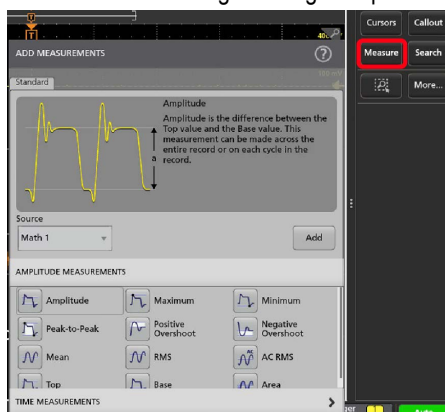 Cursors
Callout
ADD MEASUREMENTS
Measure
Search
Standard
More...
Amplitude
Amplitude is the difference between the
Top value and the Base value. This
measurement can be made across the
entire record or on each cycle in the
record.
a
Source
Math 1
Add
AMPLITUDE MEASUREMENTS
Amplitude
Maximum
Minimum
Peak-to-Peak
Positive
Overshoot
Negative
Overshoot
Mean
RMS
AC RMS
Top
Base
Area
TIME MEASUREMENTS